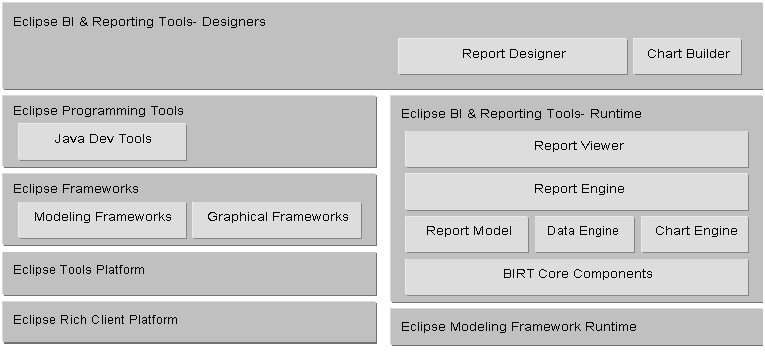 Eclipse BI & Reporting Tools- Designers
Report Designer
Chart Builder
Eclipse Programming Tools
Java Dev Tools
Eclipse Frameworks
Modeling Frameworks
Graphical Frameworks
Eclipse Tools Platform
Eclipse Rich Client Platform
Eclipse BI & Reporting Tools- Runtime
Report Viewer
Report Engine
Report Model
Data Engine
Chart Engine
BIRT Core Components
Eclipse Modeling Framework Runtime